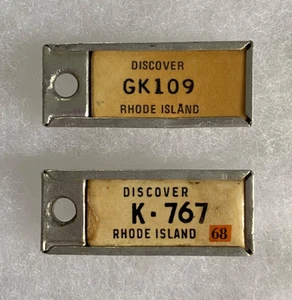 DISCOVER
GK109
RHODE ISLAND
DISCOVER
K·767
RHODE ISLAND 68